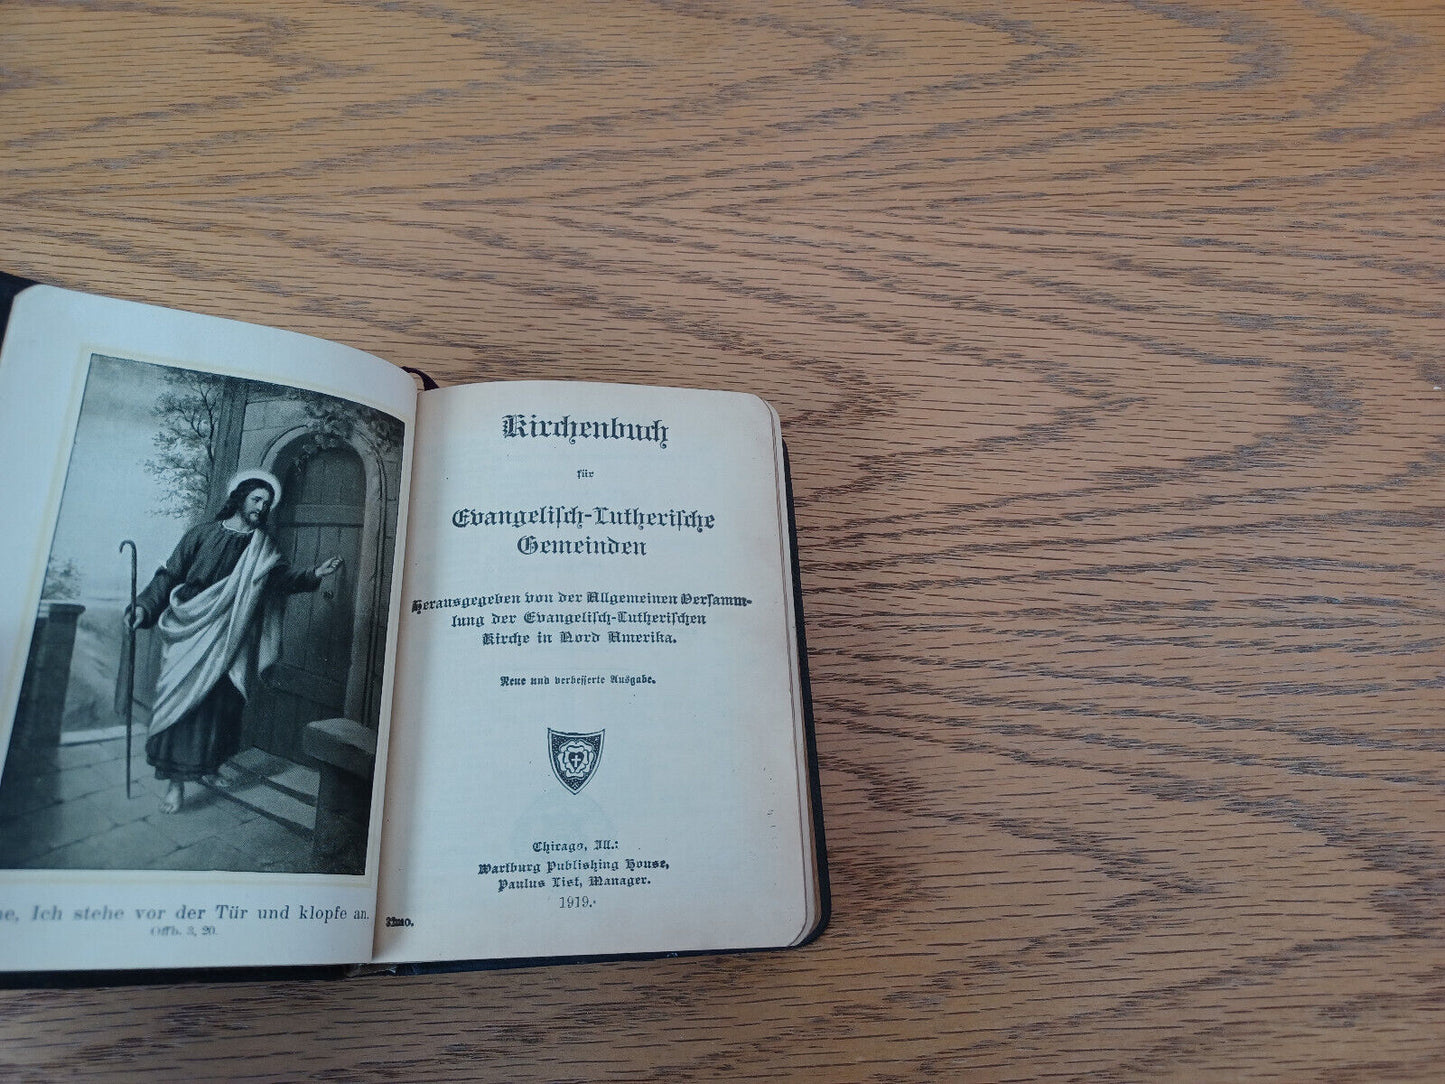 Ich stehe vor der Tür und klopfe an.
Offb. 3, 20.
Kirchenbuch
für
Evangeliſch-Lutheriſche
Gemeinden
Herausgegeben von der Allgemeinen Verſamm-
lung der Evangeliſch-Lutheriſchen
Kirche in Nord Amerika.
Neue und verbeſſerte Ausgabe.
Chicago, Ill.:
Wartburg Publishing House,
Paulus Liſt, Manager.
1919.
32mo.